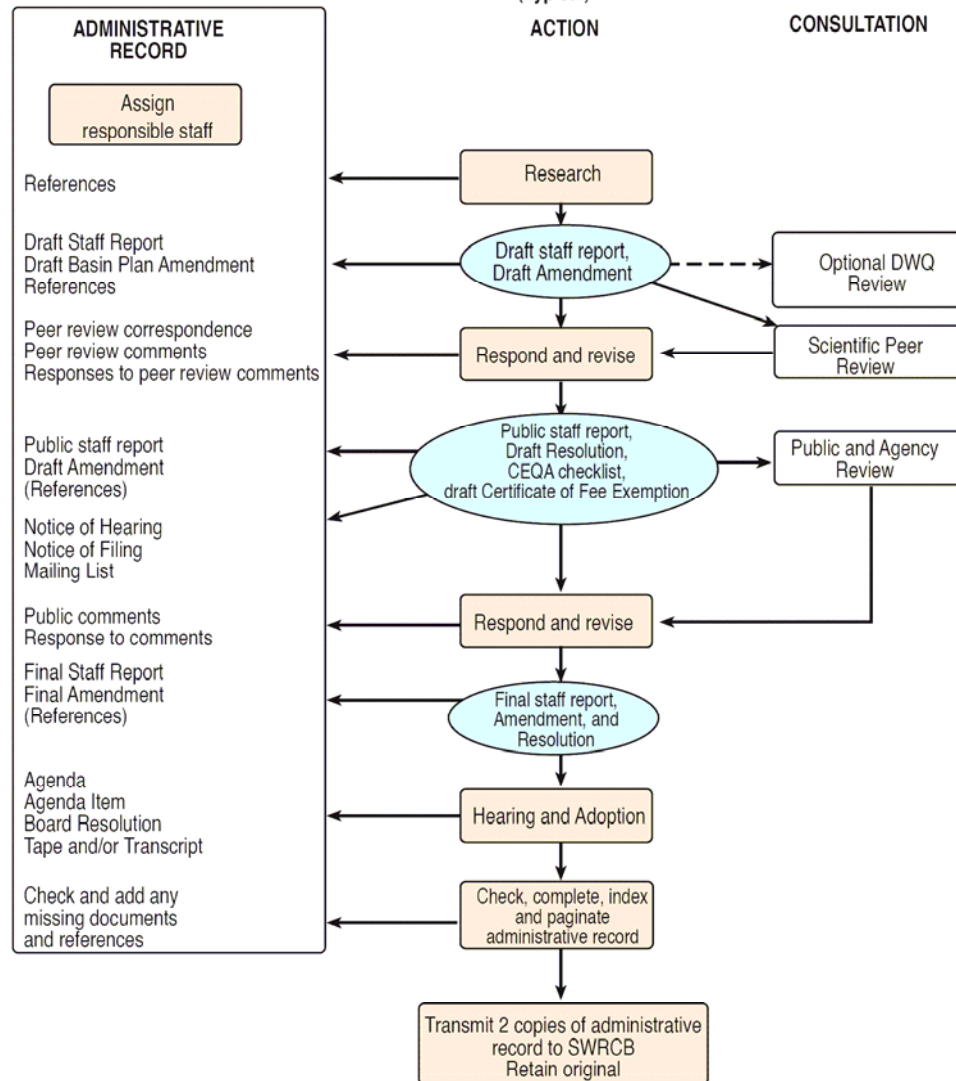 ADMINISTRATIVE
RECORD
ACTION
CONSULTATION
Assign
responsible staff
References
Research
Draft Staff Report
Draft Basin Plan Amendment
References
Draft staff report,
Draft Amendment
Optional DWQ
Review
Peer review correspondence
Peer review comments
Responses to peer review comments
Respond and revise
Scientific Peer
Review
Public staff report
Draft Amendment
(References)
Public staff report,
Draft Resolution,
CEQA checklist,
draft Certificate of Fee Exemption
Public and Agency
Review
Notice of Hearing
Notice of Filing
Mailing List
Public comments
Response to comments
Respond and revise
Final Staff Report
Final Amendment
(References)
Final staff report,
Amendment, and
Resolution
Agenda
Agenda Item
Board Resolution
Tape and/or Transcript
Hearing and Adoption
Check and add any
missing documents
and references
Check, complete, index
and paginate
administrative record
Transmit 2 copies of administrative
record to SWRCB
Retain original